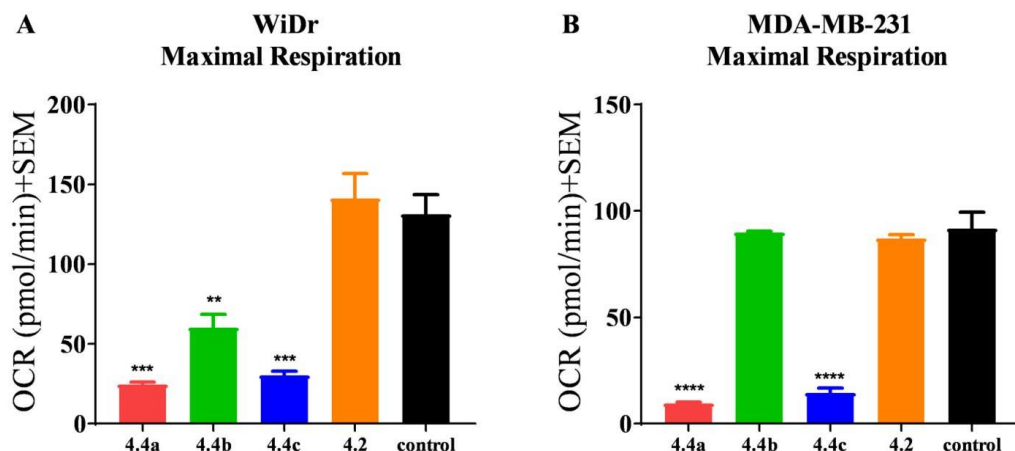 A
WiDr
Maximal Respiration
OCR (pmol/min)+SEM
200
150
100
50
0
***
**
***
4.4a 4.4b 4.4c 4.2 control
B
MDA-MB-231
Maximal Respiration
OCR (pmol/min)+SEM
150
100
50
0
****
****
4.4a 4.4b 4.4c 4.2 control